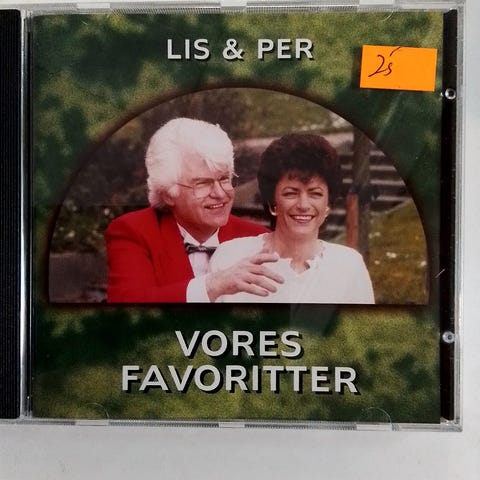 LIS & PER
25
VORES
FAVORITTER